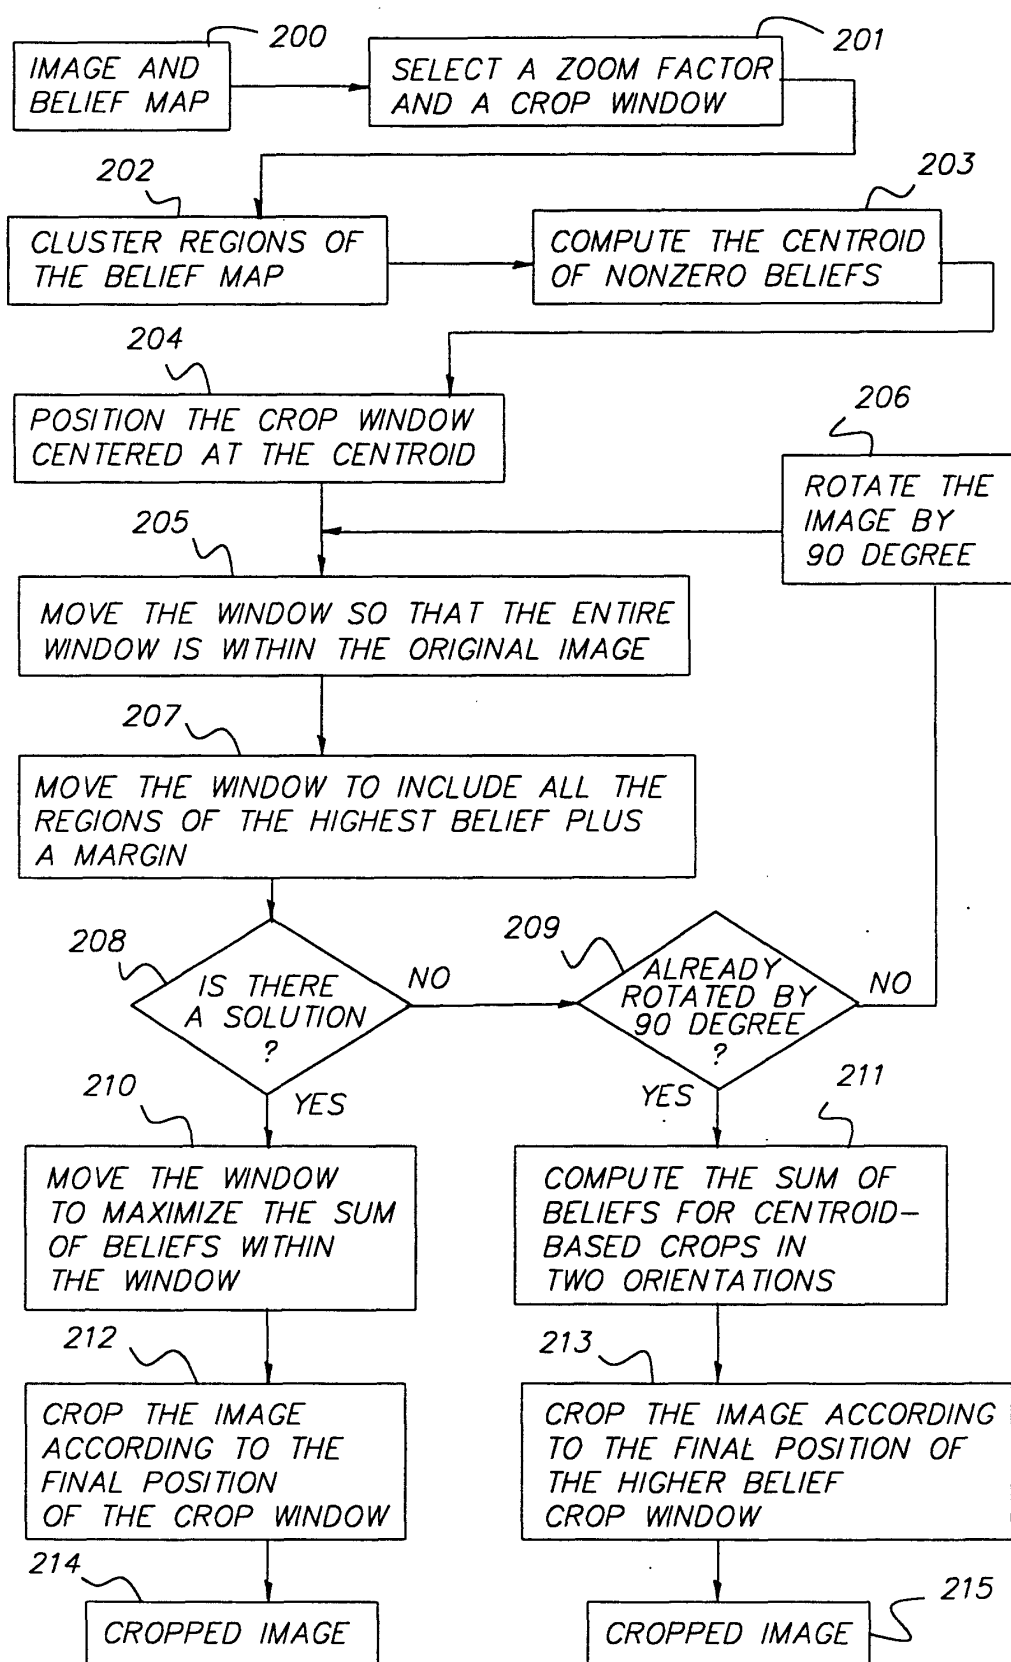 200
IMAGE AND
BELIEF MAP
201
SELECT A ZOOM FACTOR
AND A CROP WINDOW
202
CLUSTER REGIONS OF
THE BELIEF MAP
203
COMPUTE THE CENTROID
OF NONZERO BELIEFS
204
POSITION THE CROP WINDOW
CENTERED AT THE CENTROID
206
ROTATE THE
IMAGE BY
90 DEGREE
205
MOVE THE WINDOW SO THAT THE ENTIRE
WINDOW IS WITHIN THE ORIGINAL IMAGE
207
MOVE THE WINDOW TO INCLUDE ALL THE
REGIONS OF THE HIGHEST BELIEF PLUS
A MARGIN
208
IS THERE
A SOLUTION
?
NO
YES
209
ALREADY
ROTATED BY
90 DEGREE
?
NO
YES
210
MOVE THE WINDOW
TO MAXIMIZE THE SUM
OF BELIEFS WITHIN
THE WINDOW
211
COMPUTE THE SUM OF
BELIEFS FOR CENTROID-
BASED CROPS IN
TWO ORIENTATIONS
212
CROP THE IMAGE
ACCORDING TO THE
FINAL POSITION
OF THE CROP WINDOW
213
CROP THE IMAGE ACCORDING
TO THE FINAL POSITION OF
THE HIGHER BELIEF
CROP WINDOW
214
CROPPED IMAGE
215
CROPPED IMAGE